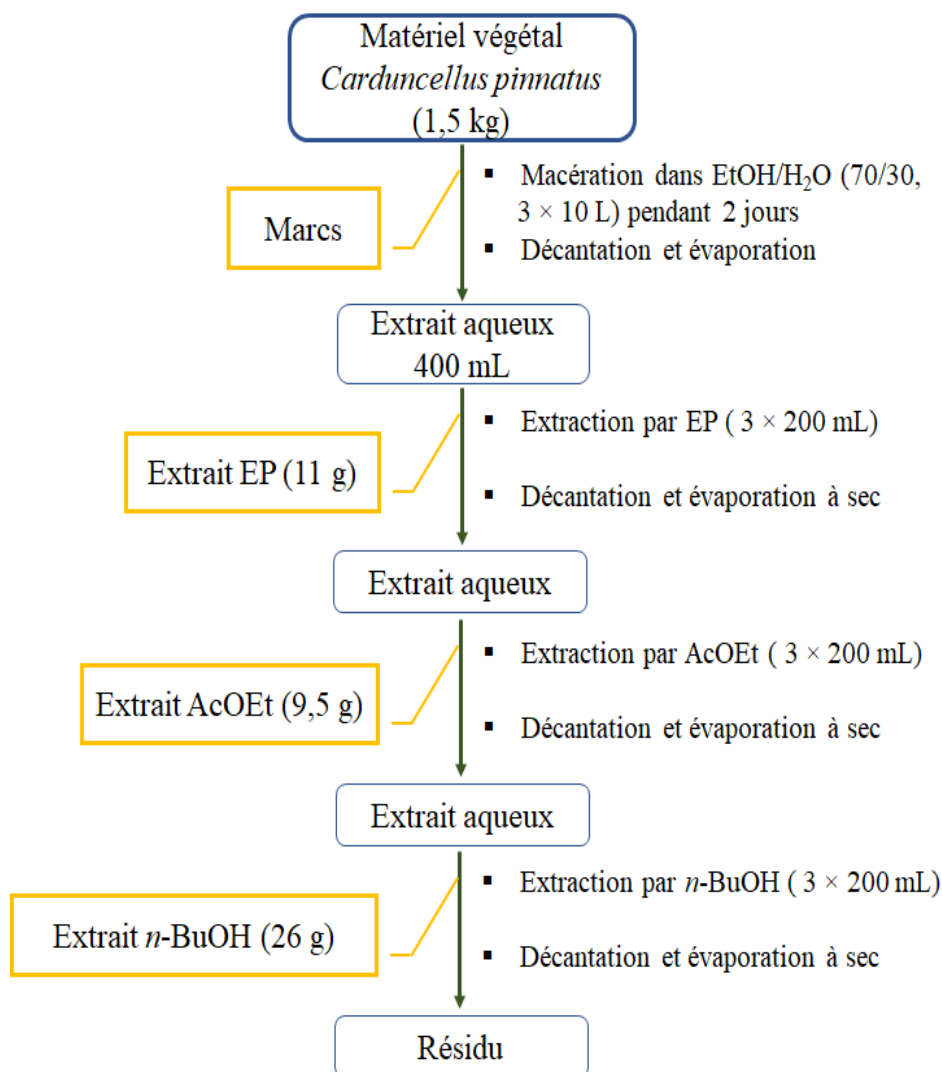 Matériel végétal
Carduncellus pinnatus
(1,5 kg)
▪ Macération dans EtOH/H₂O (70/30,
3 × 10 L) pendant 2 jours
Marcs
▪ Décantation et évaporation
Extrait aqueux
400 mL
▪ Extraction par EP ( 3 × 200 mL)
Extrait EP (11 g)
▪ Décantation et évaporation à sec
Extrait aqueux
▪ Extraction par AcOEt ( 3 × 200 mL)
Extrait AcOEt (9,5 g)
▪ Décantation et évaporation à sec
Extrait aqueux
▪ Extraction par n-BuOH ( 3 × 200 mL)
Extrait n-BuOH (26 g)
▪ Décantation et évaporation à sec
Résidu